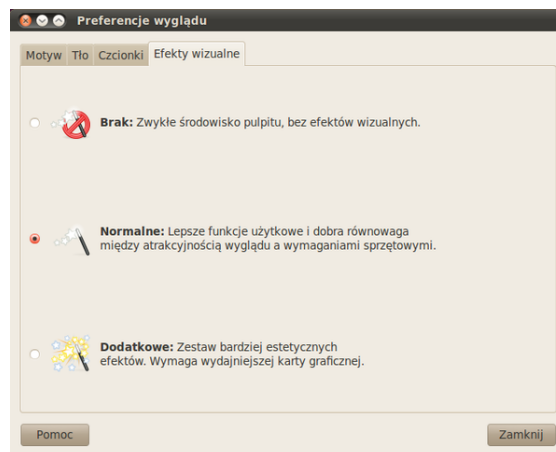 Preferencje wyglądu
Motyw Tło Czcionki Efekty wizualne
Brak: Zwykłe środowisko pulpitu, bez efektów wizualnych.
Normalne: Lepsze funkcje użytkowe i dobra równowaga
między atrakcyjnością wyglądu a wymaganiami sprzętowymi.
Dodatkowe: Zestaw bardziej estetycznych
efektów. Wymaga wydajniejszej karty graficznej.
Pomoc Zamknij